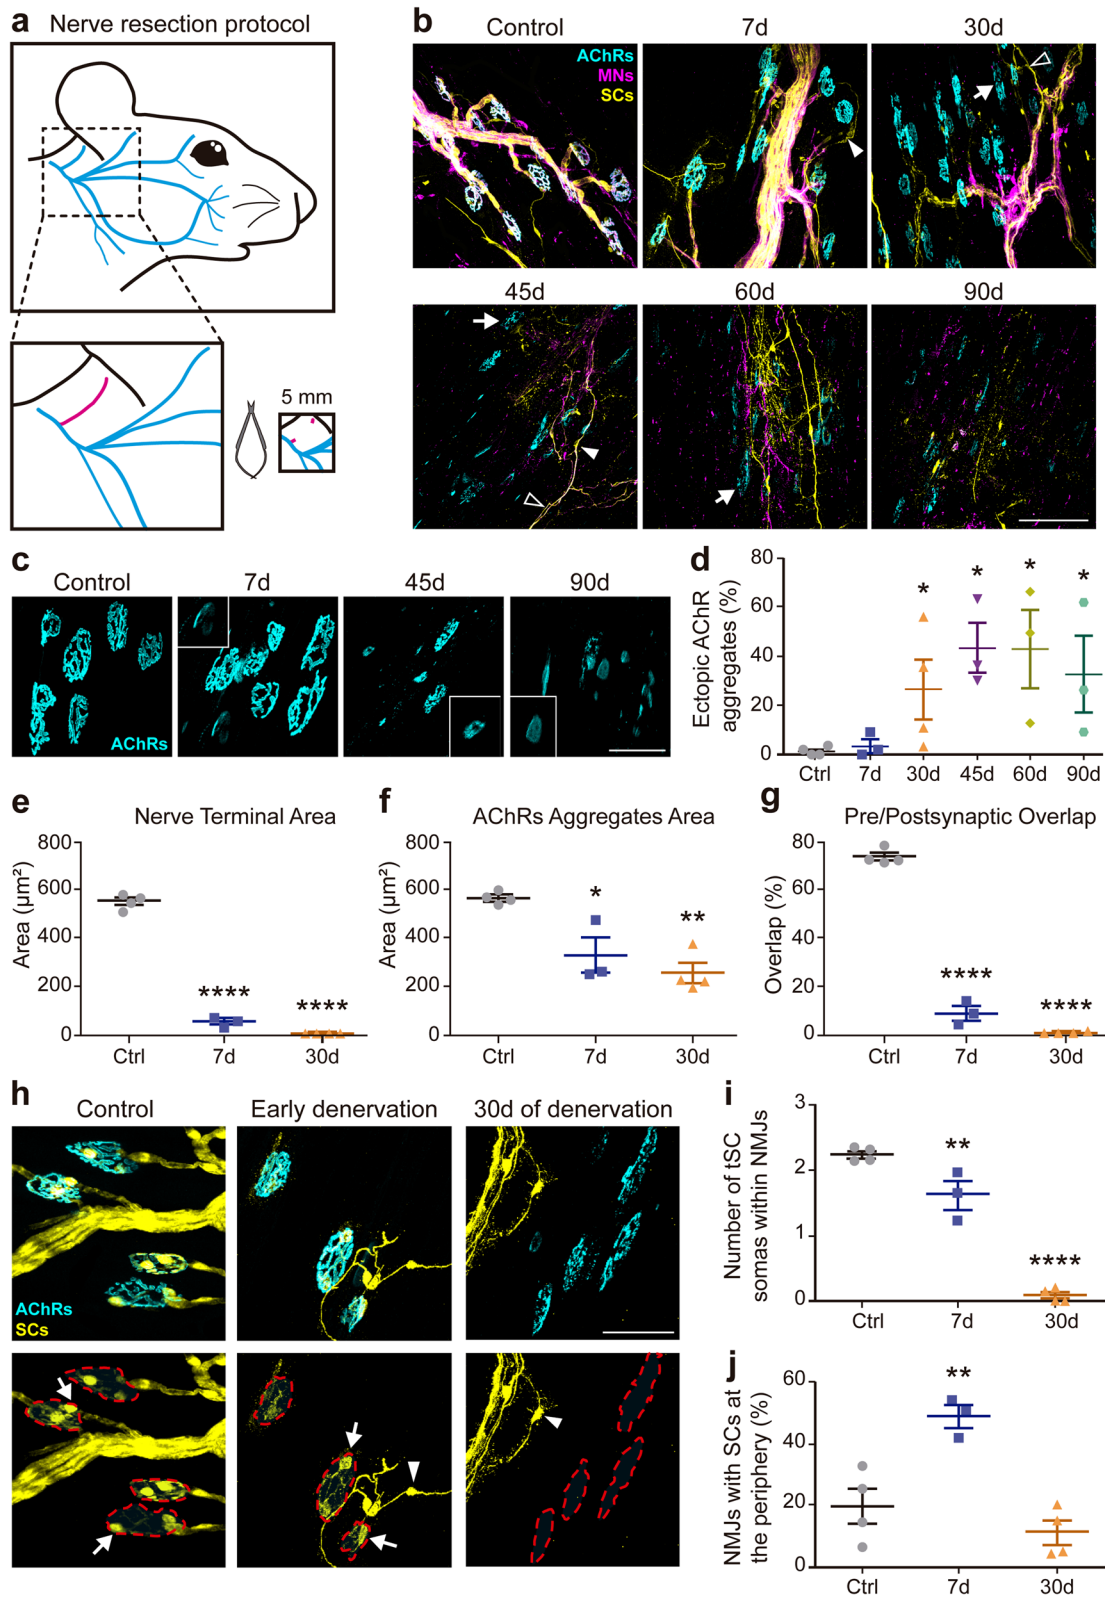 a Nerve resection protocol
5 mm
b
Control 7d 30d
AChRs
MNs
SCs
45d 60d 90d
c
Control 7d 45d 90d
AChRs
d
Ectopic AChR
aggregates (%)
80
60
40
20
0
* * * *
Ctrl 7d 30d 45d 60d 90d
e Nerve Terminal Area
Area (µm²)
800
600
400
200
0
**** ****
Ctrl 7d 30d
f AChRs Aggregates Area
Area (µm²)
800
600
400
200
0
* **
Ctrl 7d 30d
g Pre/Postsynaptic Overlap
Overlap (%)
80
60
40
20
0
**** ****
Ctrl 7d 30d
h
Control Early denervation 30d of denervation
AChRs
SCs
i
Number of tSC
somas within NMJs
3
2
1
0
** ****
Ctrl 7d 30d
j
NMJs with SCs at
the periphery (%)
60
40
20
0
**
Ctrl 7d 30d